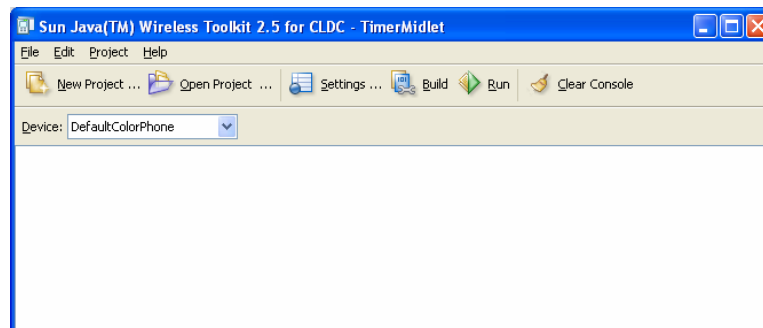 Sun Java(TM) Wireless Toolkit 2.5 for CLDC - TimerMidlet
File Edit Project Help
New Project ... Open Project ... Settings ... Build Run Clear Console
Device: DefaultColorPhone